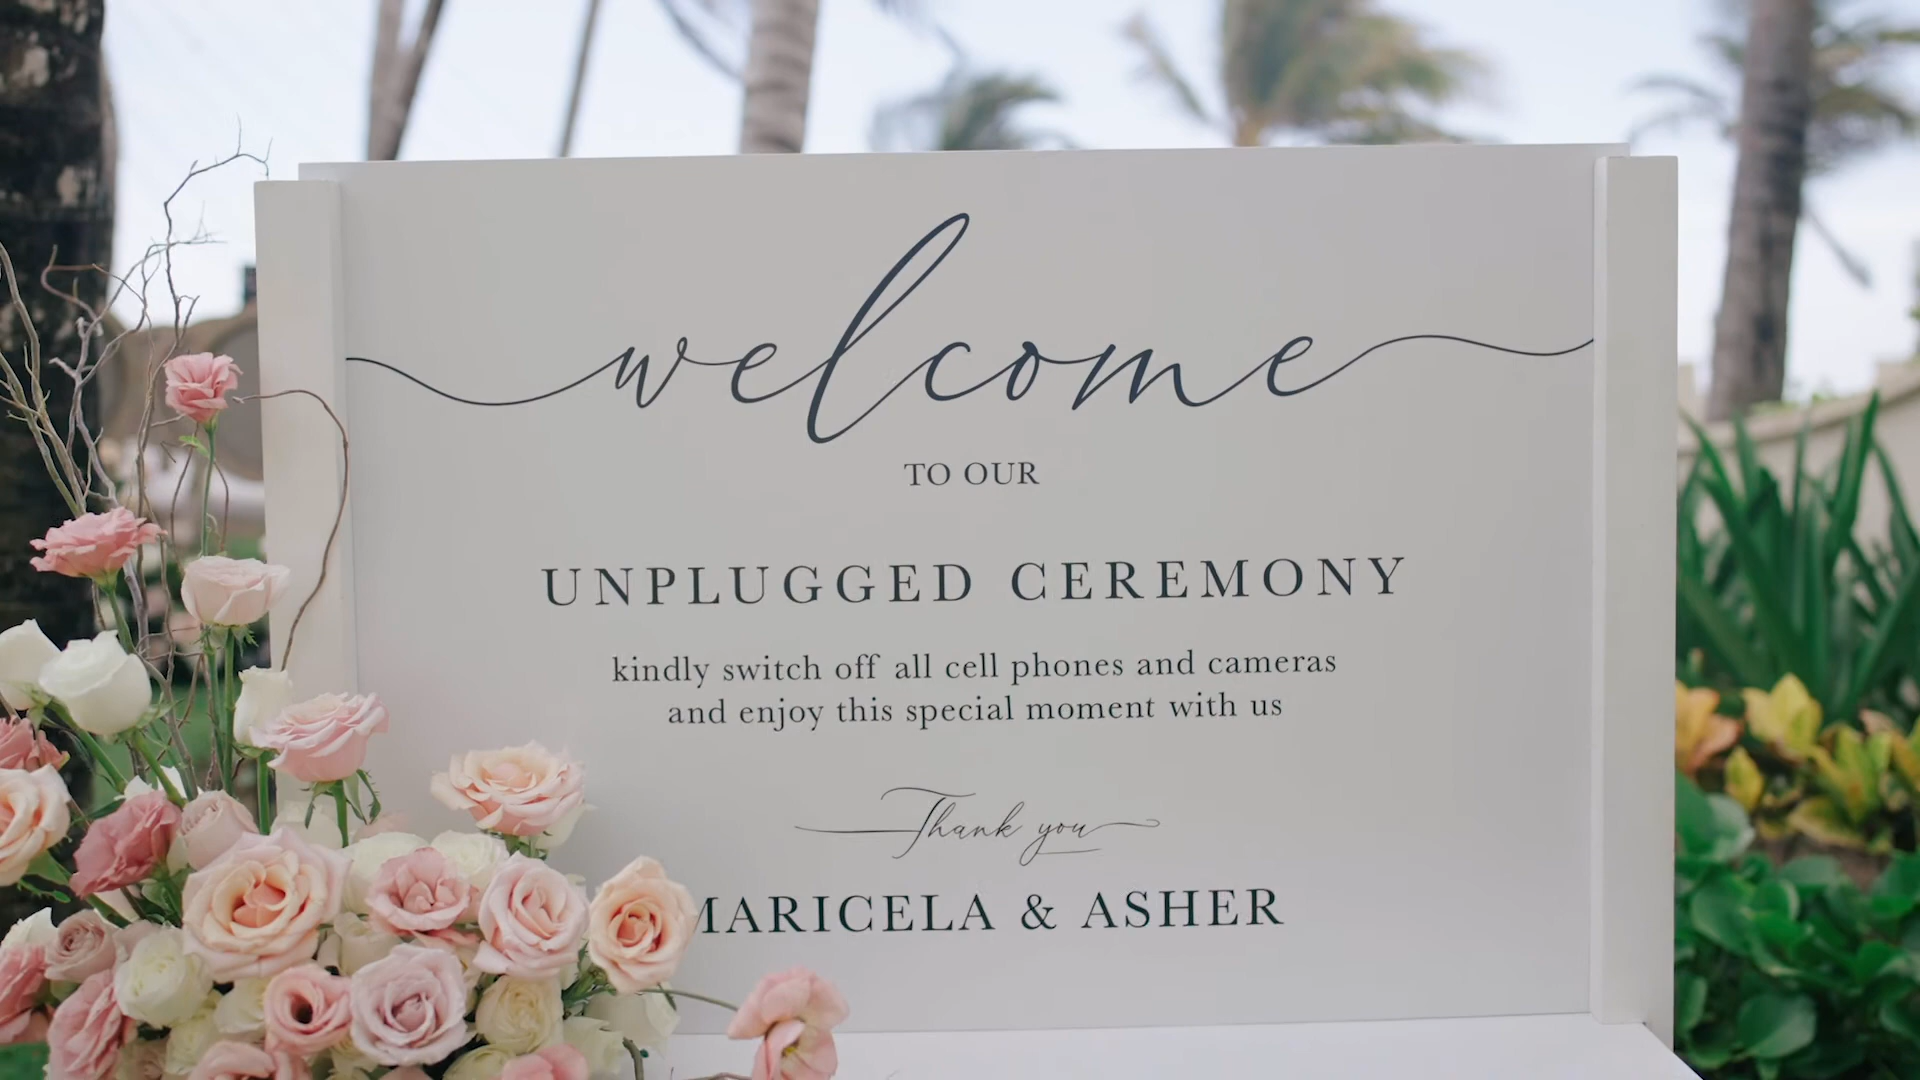 welcome
TO OUR
UNPLUGGED CEREMONY
kindly switch off all cell phones and cameras
and enjoy this special moment with us
Thank you
MARICELA & ASHER